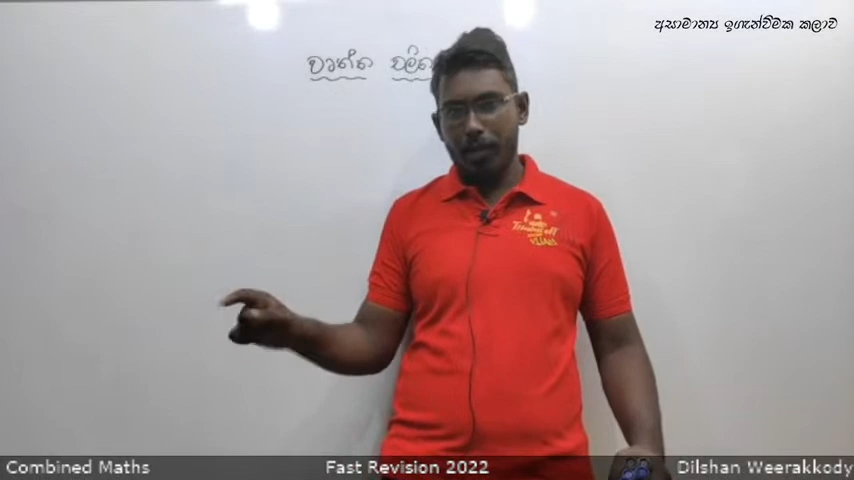 අසාමාන්‍ය ඉගැන්වීමක කලාව
වෘත්ත
Combined Maths
Fast Revision 2022
Dilshan Weerakkody